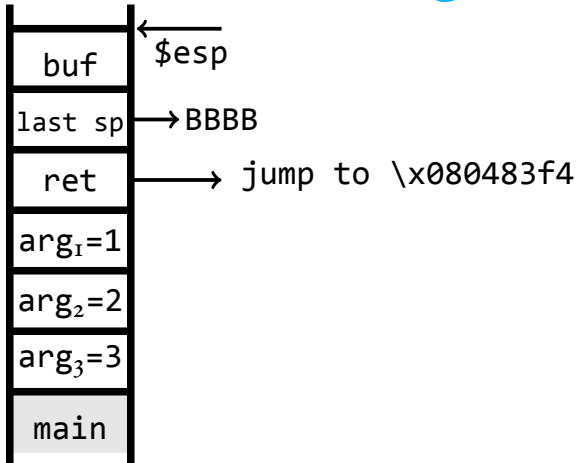 $esp
buf
last sp
BBBB
ret
jump to \x080483f4
arg₁=1
arg₂=2
arg₃=3
main